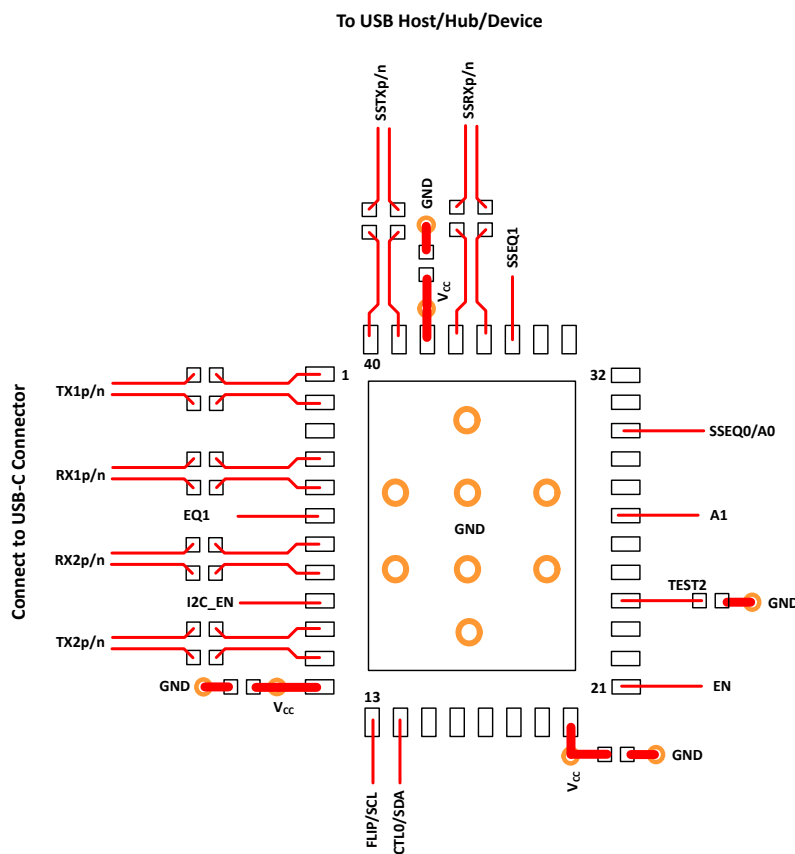 To USB Host/Hub/Device
SSTXp/n
SSRXp/n
GND
SSEQ1
VCC
40
1
32
TX1p/n
SSEQ0/A0
RX1p/n
EQ1
A1
GND
RX2p/n
I2C_EN
TEST2
GND
TX2p/n
GND
VCC
13
21
EN
GND
VCC
FLIP/SCL
CTL0/SDA
Connect to USB-C Connector